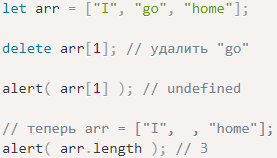 let arr = ["I", "go", "home"];
delete arr[1]; // удалить "go"
alert( arr[1] ); // undefined
// теперь arr = ["I",  , "home"];
alert( arr.length ); // 3